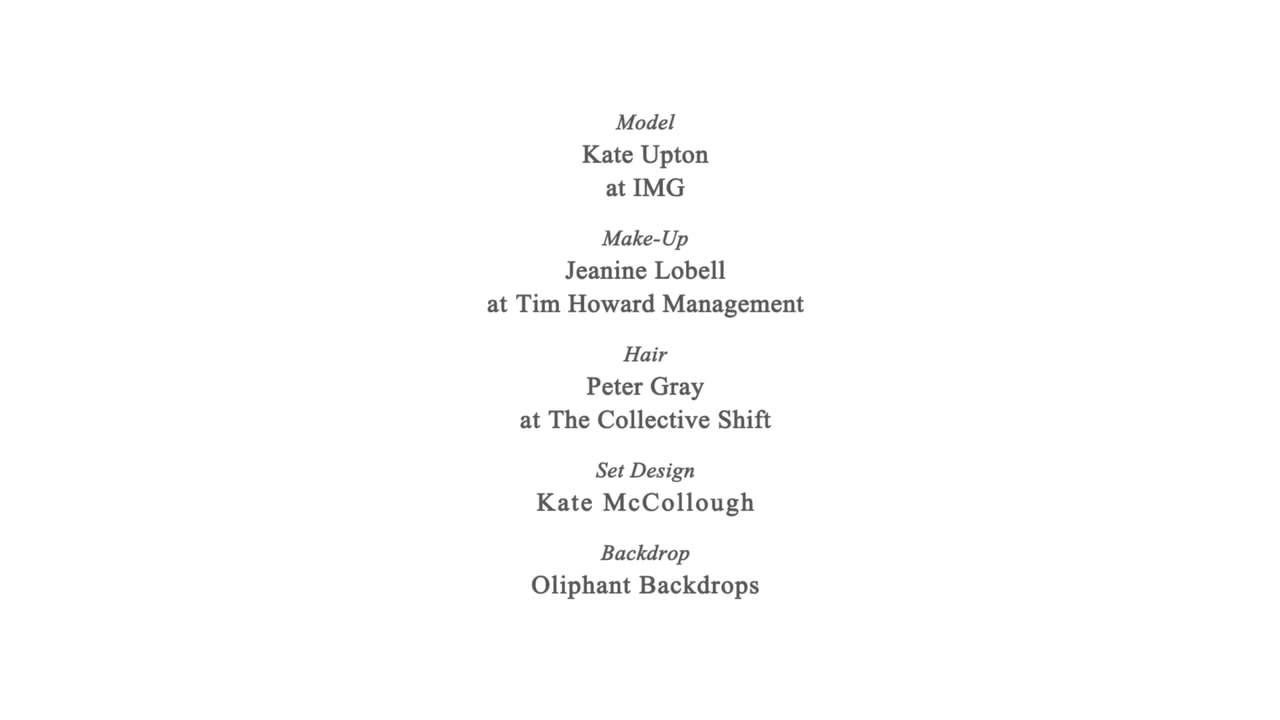 Model
Kate Upton
at IMG
Make-Up
Jeanine Lobell
at Tim Howard Management
Hair
Peter Gray
at The Collective Shift
Set Design
Kate McCollough
Backdrop
Oliphant Backdrops